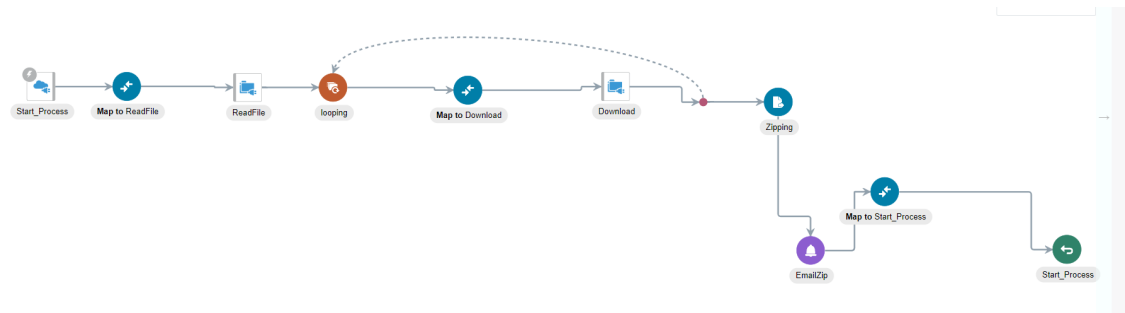 Start_Process
Map to ReadFile
ReadFile
looping
Map to Download
Download
Zipping
Map to Start_Process
EmailZip
Start_Process